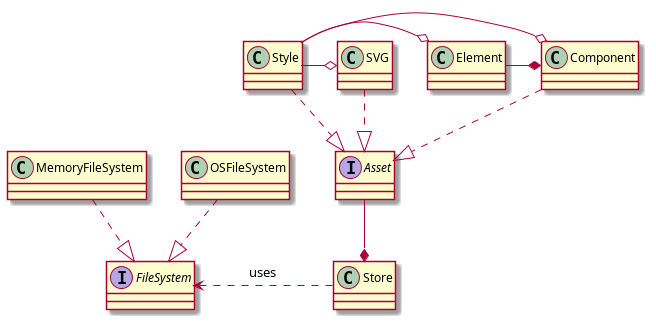 C Style
C SVG
C Element
C Component
C MemoryFileSystem
C OSFileSystem
I Asset
I FileSystem
uses
C Store